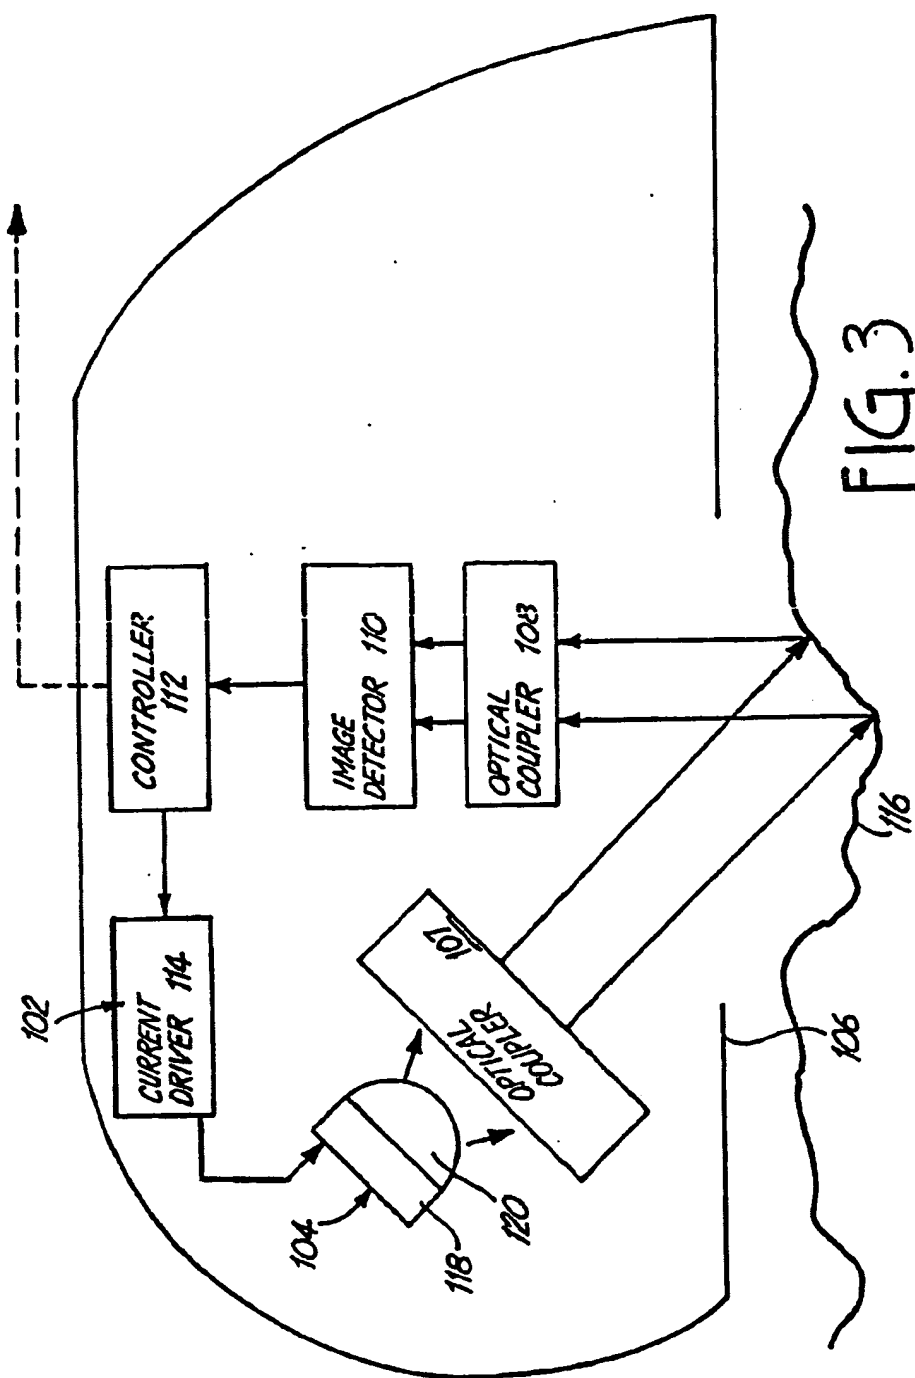 102
CURRENT
DRIVER 114
CONTROLLER
112
104
118
120
OPTICAL
COUPLER
107
IMAGE
DETECTOR 110
OPTICAL
COUPLER 108
106
116
FIG. 3